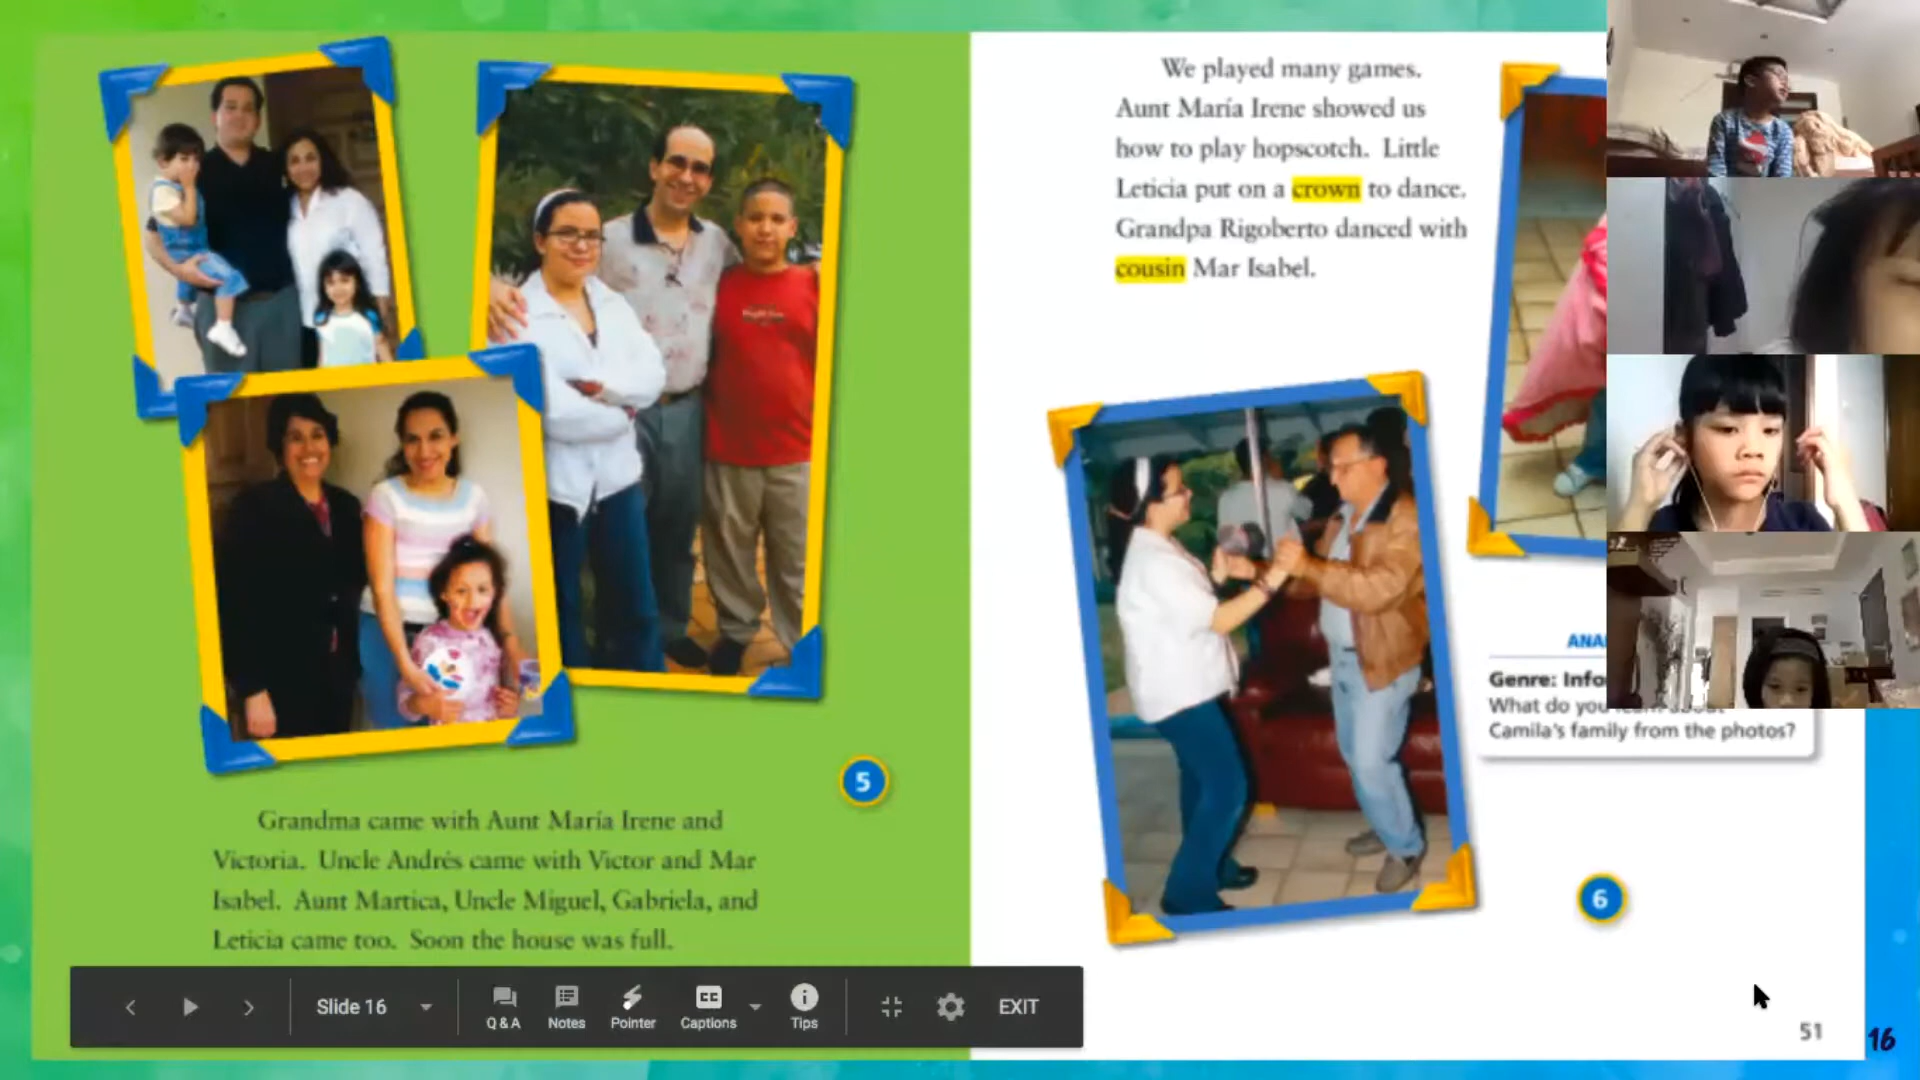 We played many games.
Aunt María Irene showed us
how to play hopscotch. Little
Leticia put on a crown to dance.
Grandpa Rigoberto danced with
cousin Mar Isabel.
5
Grandma came with Aunt María Irene and
Victoria. Uncle Andrés came with Victor and Mar
Isabel. Aunt Martica, Uncle Miguel, Gabriela, and
Leticia came too. Soon the house was full.
Genre:
What do you
Camila's family from the photos?
6
Slide 16
Q & A
Notes
Pointer
CC
Captions
Tips
EXIT
51
16